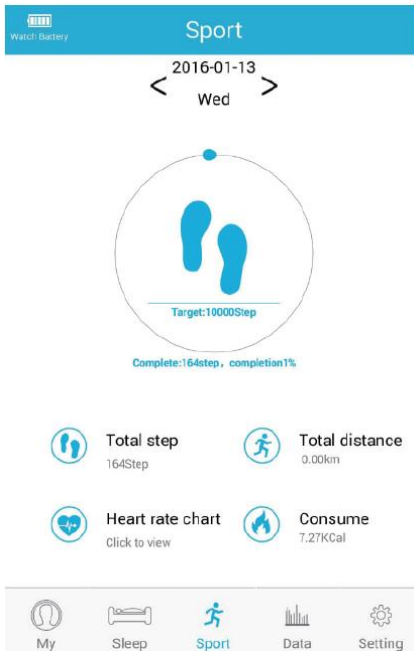 Watch Battery
Sport
2016-01-13
< Wed >
Target:10000Step
Complete:164step, completion1%
Total step
164Step
Total distance
0.00km
Heart rate chart
Click to view
Consume
7.27KCal
My
Sleep
Sport
Data
Setting